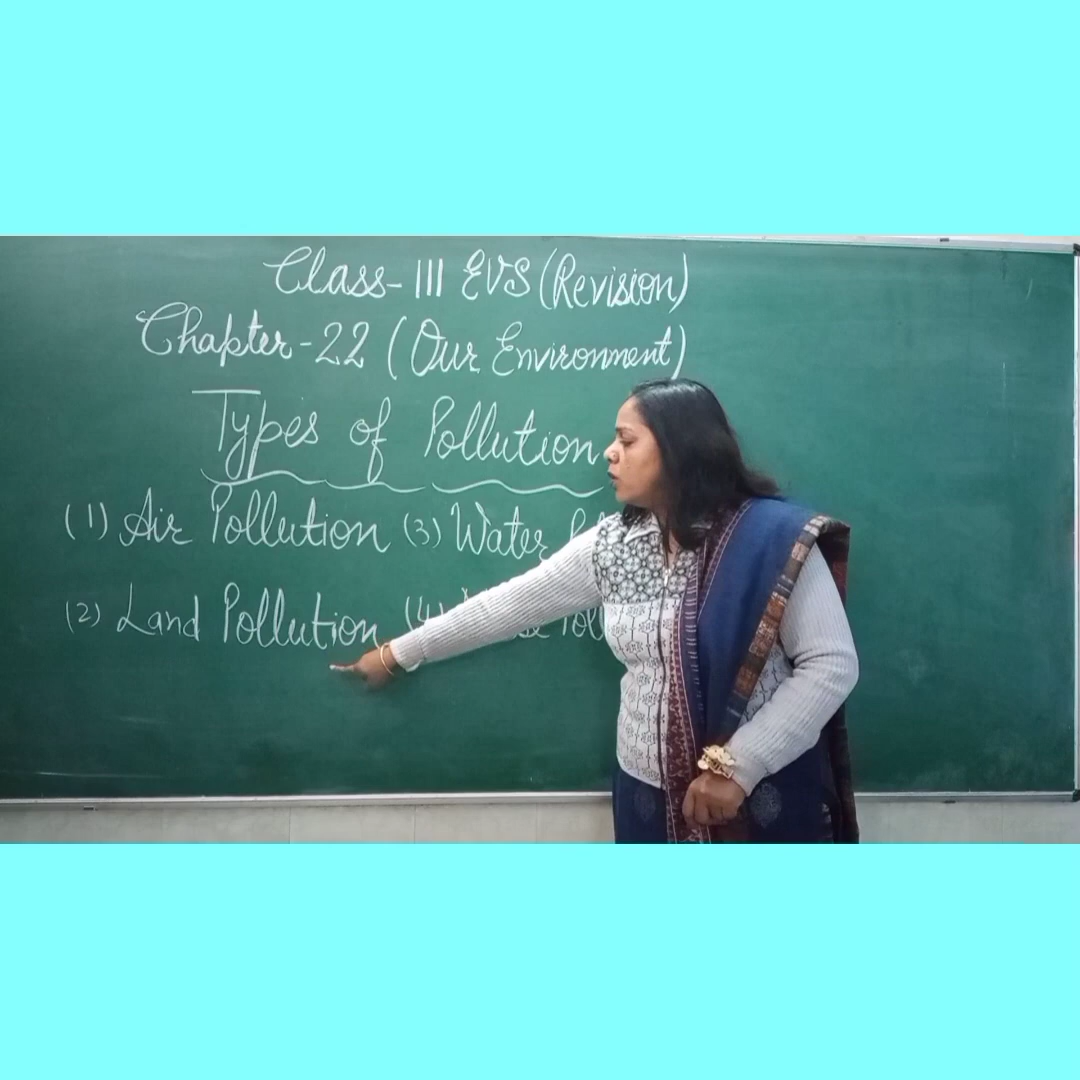 Class-III EVS (Revision)
Chapter-22 (Our Environment)
Types of Pollution
(1) Air Pollution (3) Water
(2) Land Pollution (4)